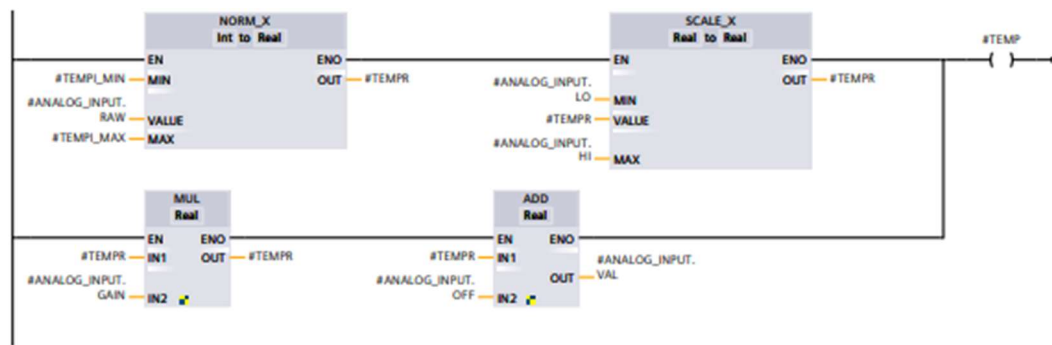 NORM_X
Int to Real
EN
ENO
#TEMPI_MIN
MIN
OUT
#TEMPR
#ANALOG_INPUT.
RAW
VALUE
#TEMPI_MAX
MAX
SCALE_X
Real to Real
EN
ENO
#ANALOG_INPUT.
LO
MIN
OUT
#TEMPR
#TEMPR
VALUE
#ANALOG_INPUT.
HI
MAX
#TEMP
MUL
Real
EN
ENO
#TEMPR
IN1
OUT
#TEMPR
#ANALOG_INPUT.
GAIN
IN2
ADD
Real
EN
ENO
#TEMPR
IN1
#ANALOG_INPUT.
VAL
OUT
#ANALOG_INPUT.
OFF
IN2